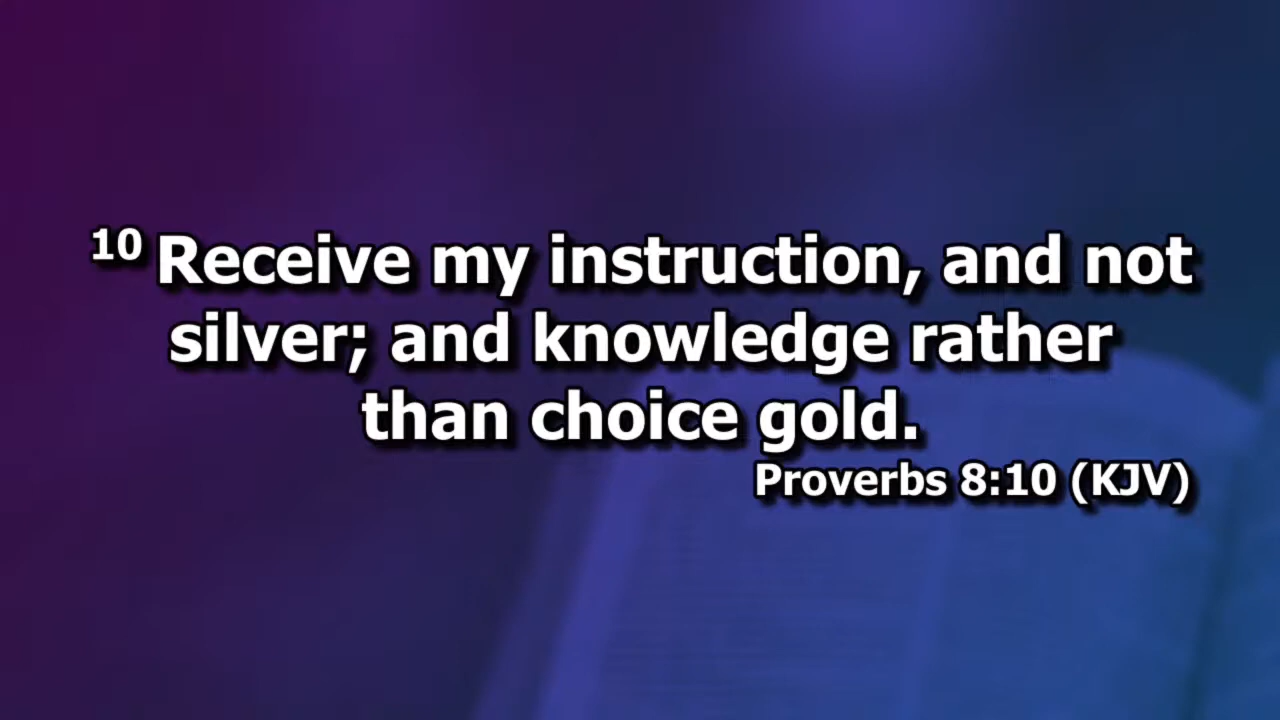 10 Receive my instruction, and not
silver; and knowledge rather
than choice gold.
Proverbs 8:10 (KJV)